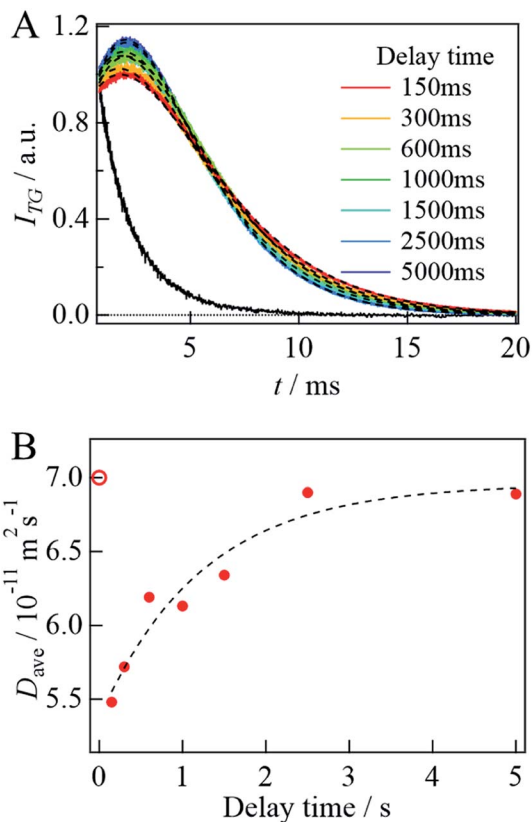 A
1.2
0.8
0.4
0.0
I_TG / a.u.
Delay time
150ms
300ms
600ms
1000ms
1500ms
2500ms
5000ms
5
10
15
20
t / ms
B
7.0
6.5
6.0
5.5
D_ave / 10^-11 m^2 s^-1
0
1
2
3
4
5
Delay time / s